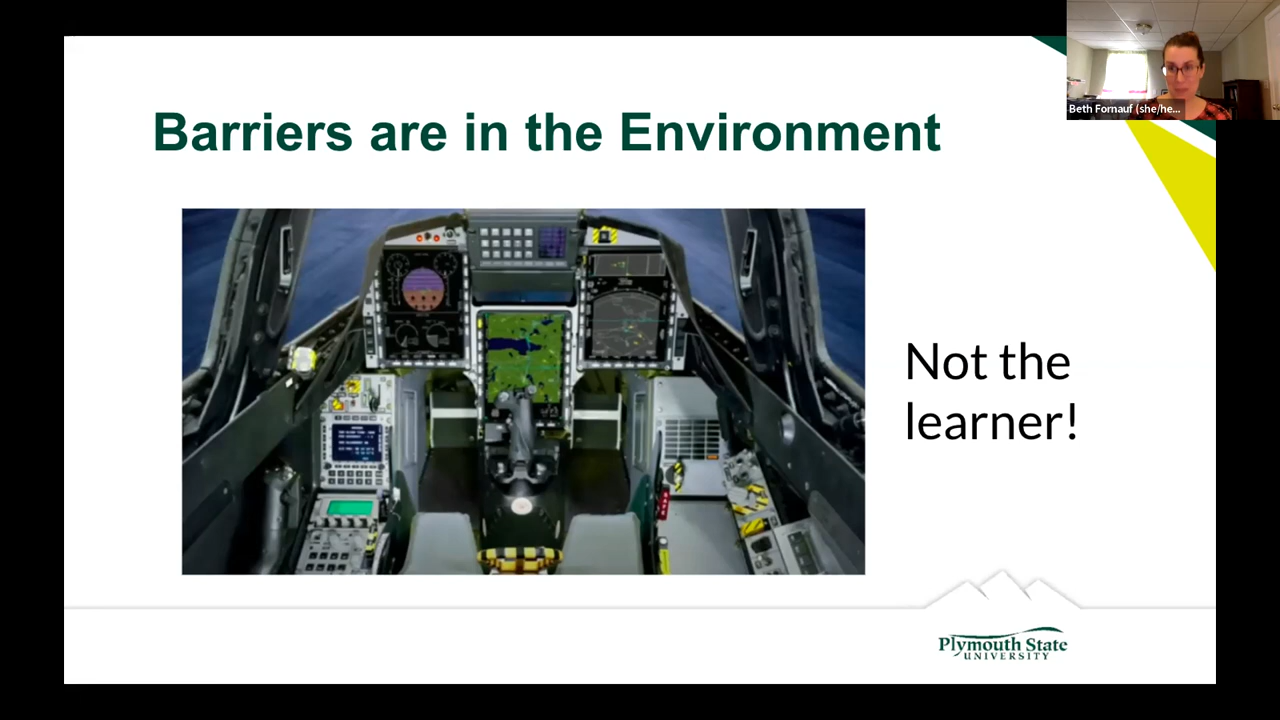 Beth Fornauf (she/he...
Barriers are in the Environment
Not the
learner!
Plymouth State
UNIVERSITY